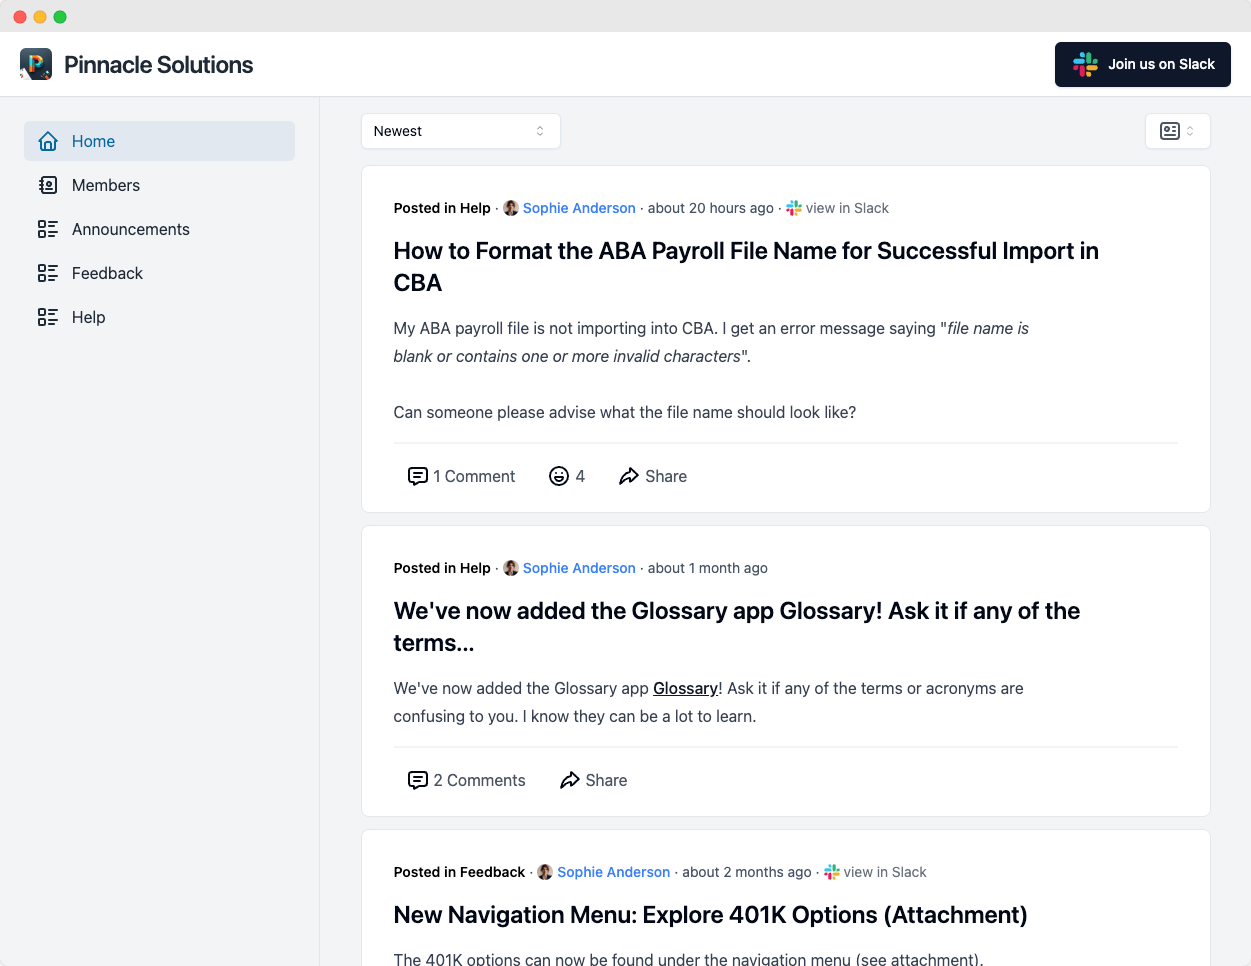 Pinnacle Solutions
Join us on Slack
Home
Members
Announcements
Feedback
Help
Newest
Posted in Help · Sophie Anderson · about 20 hours ago · view in Slack
How to Format the ABA Payroll File Name for Successful Import in
CBA
My ABA payroll file is not importing into CBA. I get an error message saying "file name is
blank or contains one or more invalid characters".
Can someone please advise what the file name should look like?
1 Comment
4
Share
Posted in Help · Sophie Anderson · about 1 month ago
We've now added the Glossary app Glossary! Ask it if any of the
terms...
We've now added the Glossary app Glossary! Ask it if any of the terms or acronyms are
confusing to you. I know they can be a lot to learn.
2 Comments
Share
Posted in Feedback · Sophie Anderson · about 2 months ago · view in Slack
New Navigation Menu: Explore 401K Options (Attachment)
The 401K options can now be found under the navigation menu (see attachment).